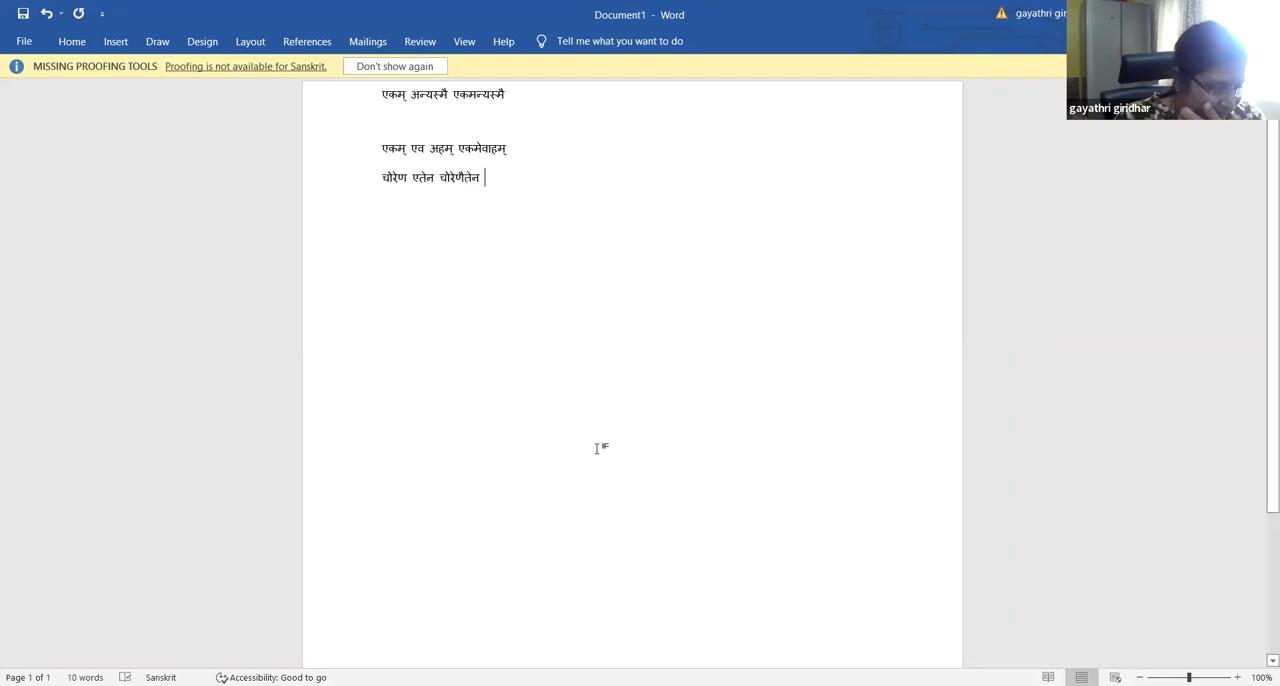 Document1 - Word
gayathri gir
File Home Insert Draw Design Layout References Mailings Review View Help Tell me what you want to do
MISSING PROOFING TOOLS Proofing is not available for Sanskrit. Don't show again
gayathri giridhar
एकम् अन्यस्मै एकमन्यस्मै
एकम् एव अहम् एकमेवाहम्
चोरेण एतेन चोरेणैतेन
Page 1 of 1 10 words Sanskrit Accessibility: Good to go 100%